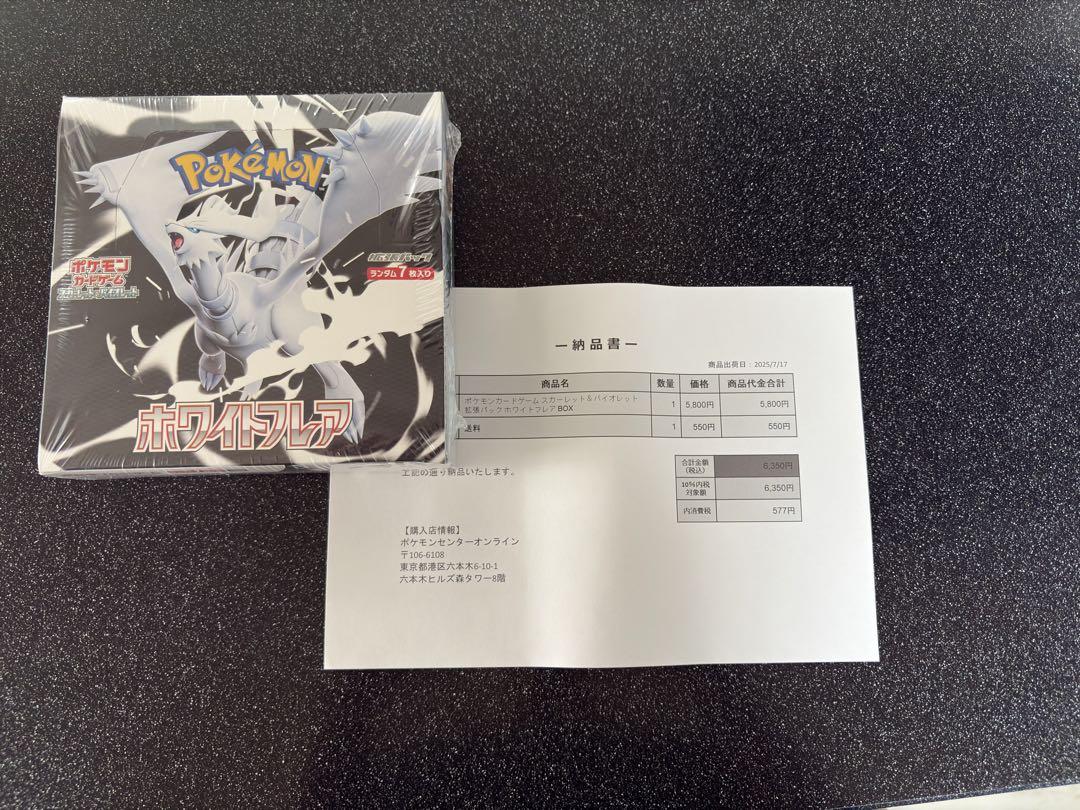 POKéMON
ポケモン
カードゲーム
スカーレット&バイオレット
拡張パック
ランダム7枚入り
ホワイトフレア
ー納品書ー
商品出荷日：2025/7/17
商品名 数量 価格 商品代金合計
ポケモンカードゲーム スカーレット＆バイオレット
拡張パック ホワイトフレア BOX
1 5,800円 5,800円
送料 1 550円 550円
上記の通り納品いたします。
合計金額
（税込）
6,350円
10％内税
対象額
6,350円
内消費税 577円
【購入店情報】
ポケモンセンターオンライン
〒106-6108
東京都港区六本木6-10-1
六本木ヒルズ森タワー8階